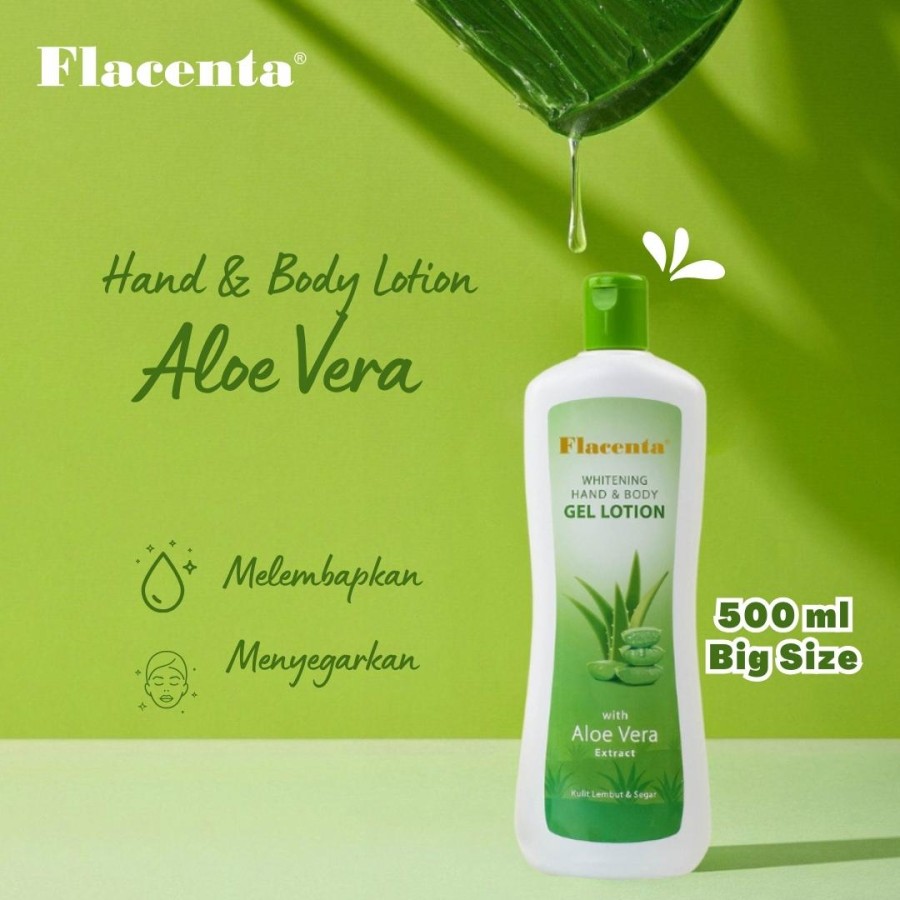 Flacenta®
Hand & Body Lotion
Aloe Vera
Melembapkan
Menyegarkan
Flacenta®
WHITENING
HAND & BODY
GEL LOTION
with
Aloe Vera
Extract
Kulit Lembut & Segar
500 ml
Big Size